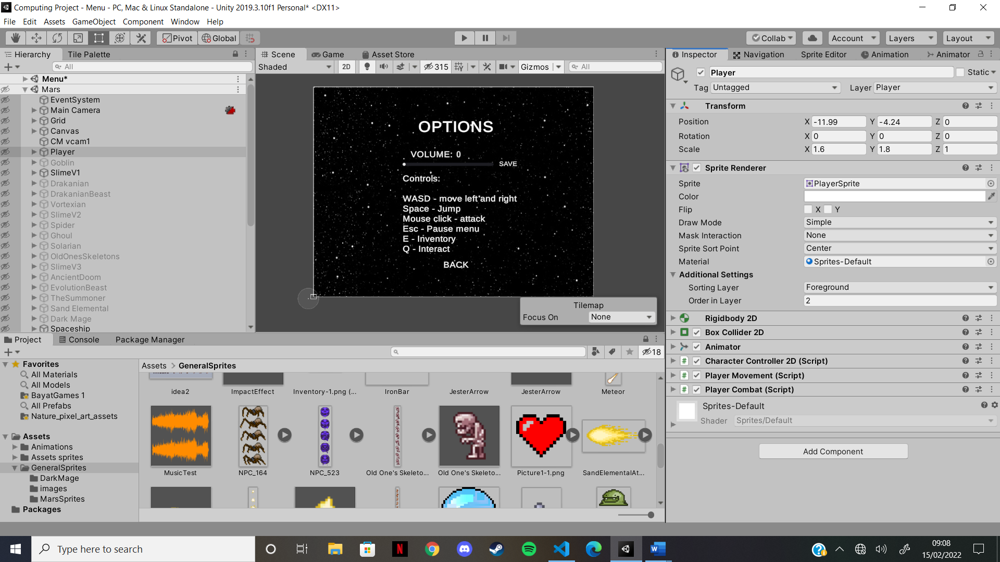 Computing Project - Menu - PC, Mac & Linux Standalone - Unity 2019.3.10f1 Personal* <DX11>
File Edit Assets GameObject Component Window Help
Pivot Global Collab Account Layers Layout
Hierarchy Tile Palette
All
Menu*
Mars
EventSystem
Main Camera
Grid
Canvas
CM vcam1
Player
Goblin
SlimeV1
Drakanian
DrakanianBeast
Vortexian
SlimeV2
Spider
Ghoul
Solarian
OldOnesSkeletons
SlimeV3
AncientDoom
EvolutionBeast
TheSummoner
Sand Elemental
Dark Mage
Spaceship
Scene Game Asset Store
Shaded 2D 315 Gizmos All
OPTIONS
VOLUME: 0
SAVE
Controls:
WASD - move left and right
Space - Jump
Mouse click - attack
Esc - Pause menu
E - Inventory
Q - Interact
BACK
Tilemap
Focus On None
Inspector Navigation Sprite Editor Animation Animator
Player Static
Tag Untagged Layer Player
Transform
Position X -11.99 Y -4.24 Z 0
Rotation X 0 Y 0 Z 0
Scale X 1.6 Y 1.8 Z 1
Sprite Renderer
Sprite PlayerSprite
Color
Flip X Y
Draw Mode Simple
Mask Interaction None
Sprite Sort Point Center
Material Sprites-Default
Additional Settings
Sorting Layer Foreground
Order in Layer 2
Rigidbody 2D
Box Collider 2D
Animator
Character Controller 2D (Script)
Player Movement (Script)
Player Combat (Script)
Sprites-Default
Shader Sprites/Default
Add Component
Project Console Package Manager
18
Favorites
All Materials
All Models
BayatGames 1
All Prefabs
Nature_pixel_art_assets
Assets
Animations
Assets sprites
GeneralSprites
DarkMage
images
MarsSprites
Packages
Assets > GeneralSprites
idea2 ImpactEffect Inventory-1.png (... IronBar JesterArrow JesterArrow Meteor
MusicTest NPC_164 NPC_523 Old One's Skeleto... Old One's Skeleto... Picture1-1.png SandElementalAt...
Type here to search
09:08
15/02/2022